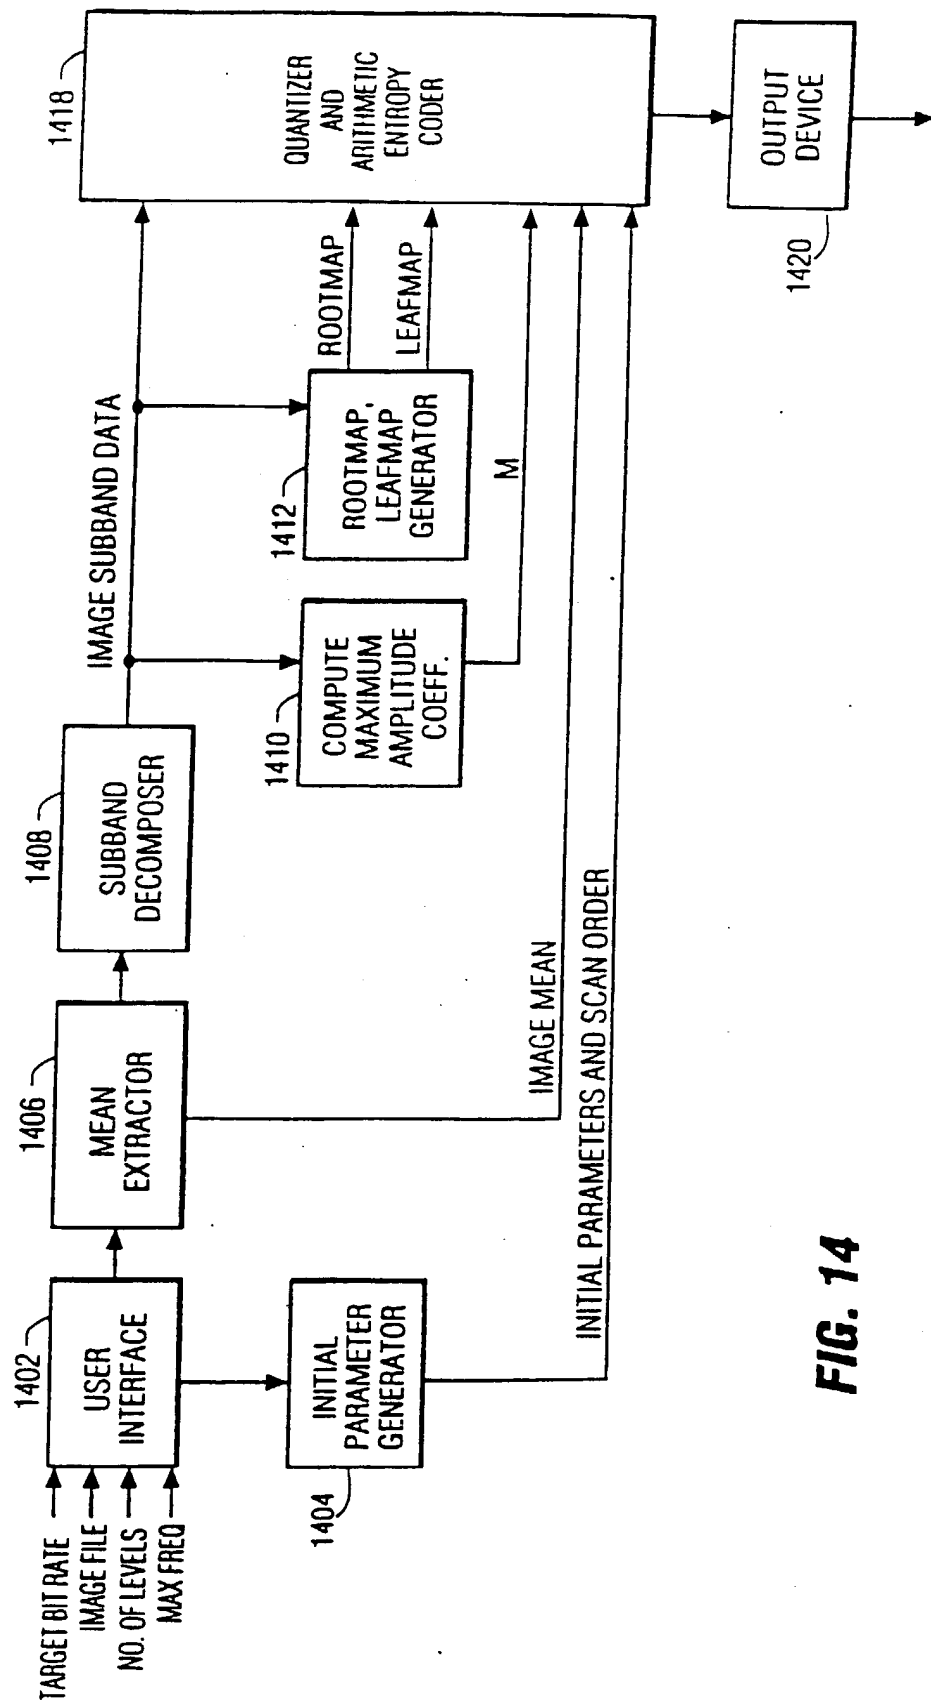 TARGET BIT RATE
IMAGE FILE
NO. OF LEVELS
MAX FREQ
1402
USER
INTERFACE
1404
INITIAL
PARAMETER
GENERATOR
1406
MEAN
EXTRACTOR
1408
SUBBAND
DECOMPOSER
IMAGE SUBBAND DATA
1410
COMPUTE
MAXIMUM
AMPLITUDE
COEFF.
1412
ROOTMAP,
LEAFMAP
GENERATOR
ROOTMAP
LEAFMAP
M
IMAGE MEAN
INITIAL PARAMETERS AND SCAN ORDER
1418
QUANTIZER
AND
ARITHMETIC
ENTROPY
CODER
1420
OUTPUT
DEVICE
FIG. 14